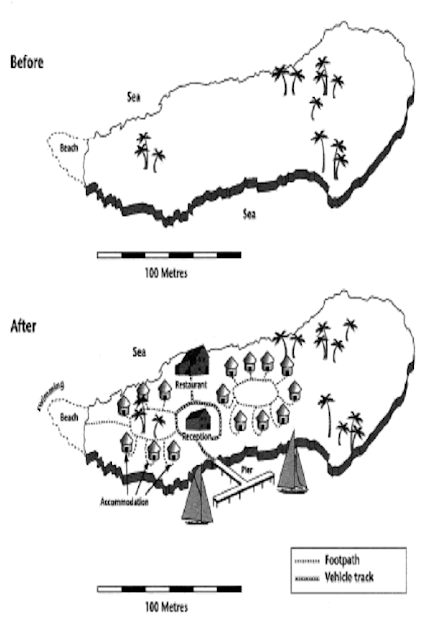 Before
Sea
Beach
Sea
100 Metres
After
Sea
Restaurant
swimming
Beach
Reception
Pier
Accommodation
Footpath
Vehicle track
100 Metres